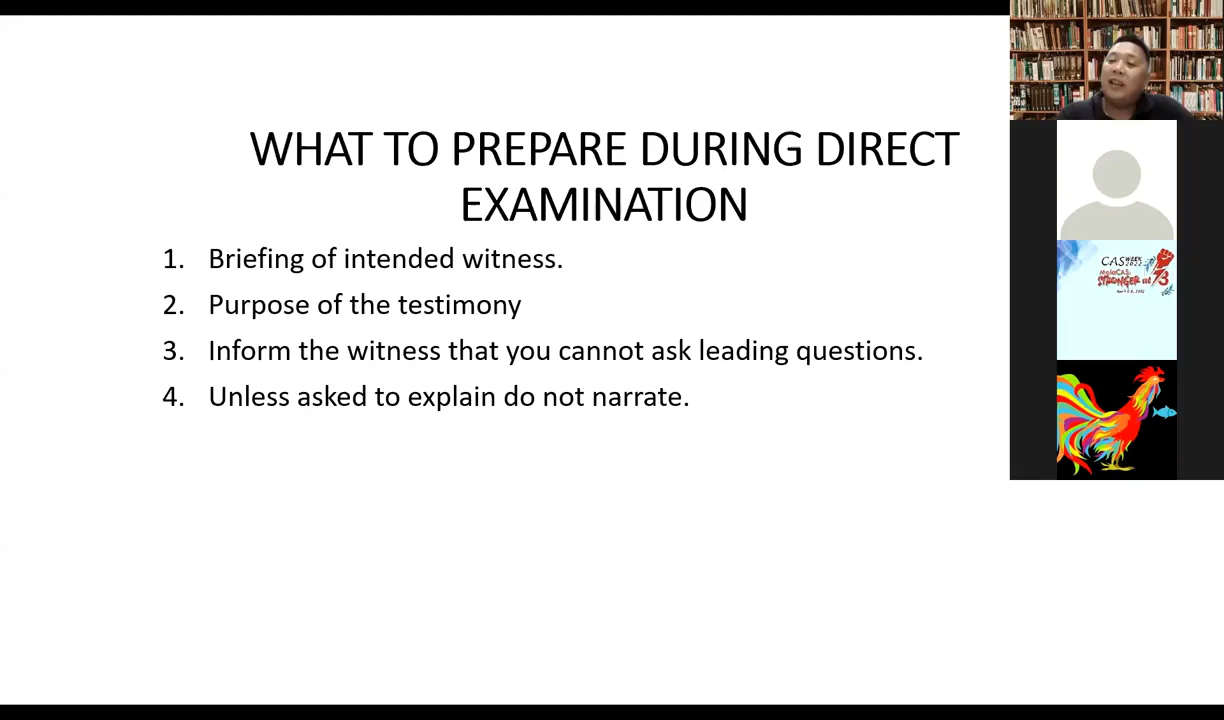 WHAT TO PREPARE DURING DIRECT
EXAMINATION
1. Briefing of intended witness.
2. Purpose of the testimony
3. Inform the witness that you cannot ask leading questions.
4. Unless asked to explain do not narrate.
CAS WEEK
2022
STRONGER at 73